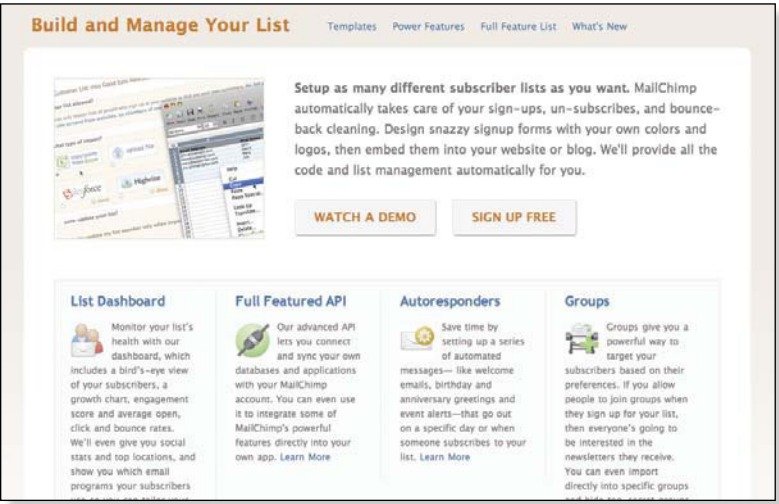 Build and Manage Your List
Templates Power Features Full Feature List What's New
Setup as many different subscriber lists as you want. MailChimp
automatically takes care of your sign-ups, un-subscribes, and bounce-
back cleaning. Design snazzy signup forms with your own colors and
logos, then embed them into your website or blog. We'll provide all the
code and list management automatically for you.
WATCH A DEMO
SIGN UP FREE
upload file
Highrise
Help
Cut
Copy
Paste
Paste Special...
Look Up
Translate...
List Dashboard
Monitor your list's
health with our
dashboard, which
includes a bird's-eye view
of your subscribers, a
growth chart, engagement
score and average open,
click and bounce rates.
We'll even give you social
stats and top locations, and
show you which email
programs your subscribers
Full Featured API
Our advanced API
lets you connect
and sync your own
databases and applications
with your MailChimp
account. You can even use
it to integrate some of
MailChimp's powerful
features directly into your
own app. Learn More
Autoresponders
Save time by
setting up a series
of automated
messages— like welcome
emails, birthday and
anniversary greetings and
event alerts—that go out
on a specific day or when
someone subscribes to your
list. Learn More
Groups
Groups give you a
powerful way to
target your
subscribers based on their
preferences. If you allow
people to join groups when
they sign up for your list,
then everyone's going to
be interested in the
newsletters they receive.
You can even import
directly into specific groups